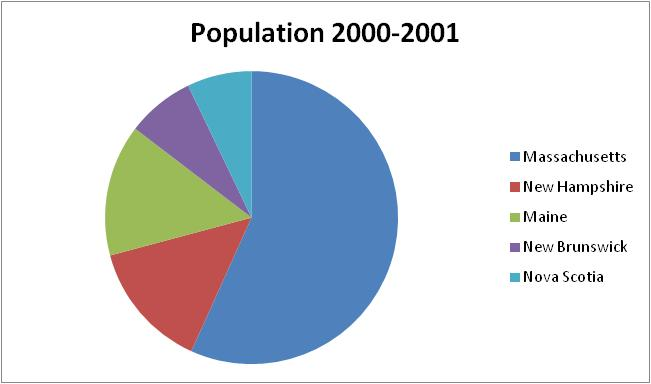 Population 2000-2001
Massachusetts
New Hampshire
Maine
New Brunswick
Nova Scotia